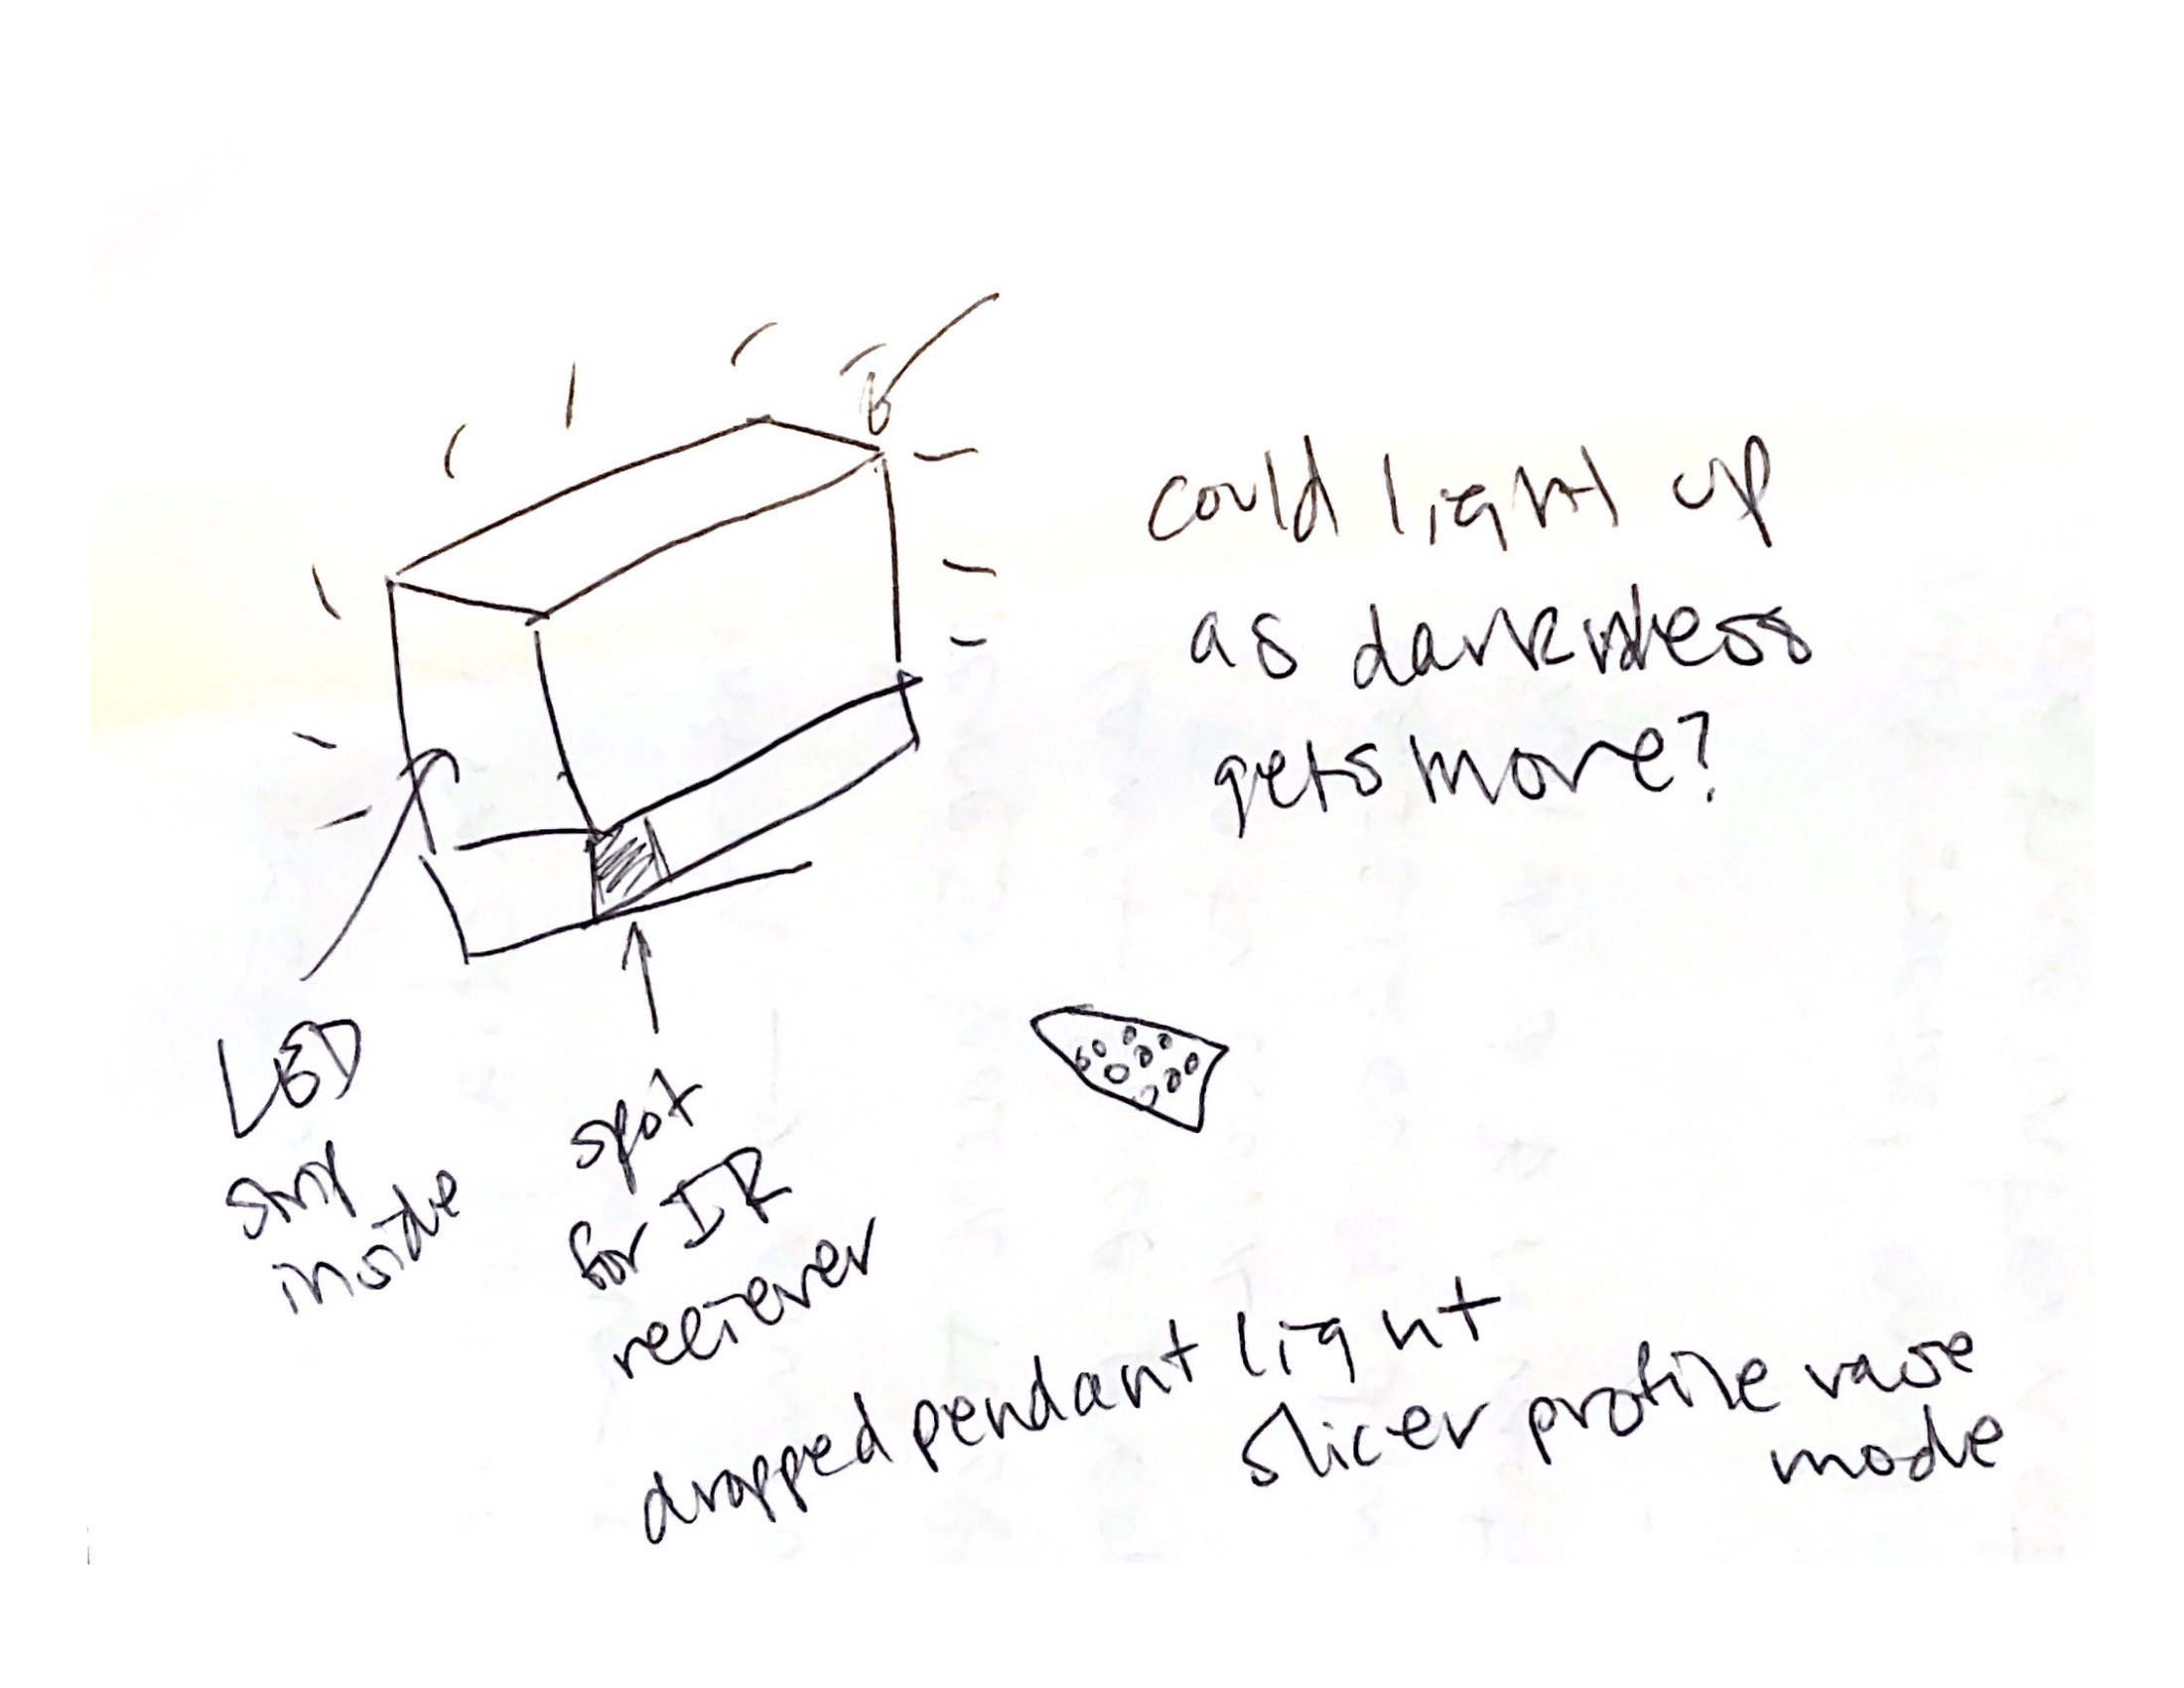 could light up
as darkness
gets more?
LED
strip
inside
spot
for IR
reciever
dropped pendant light
slicer profile vase
mode